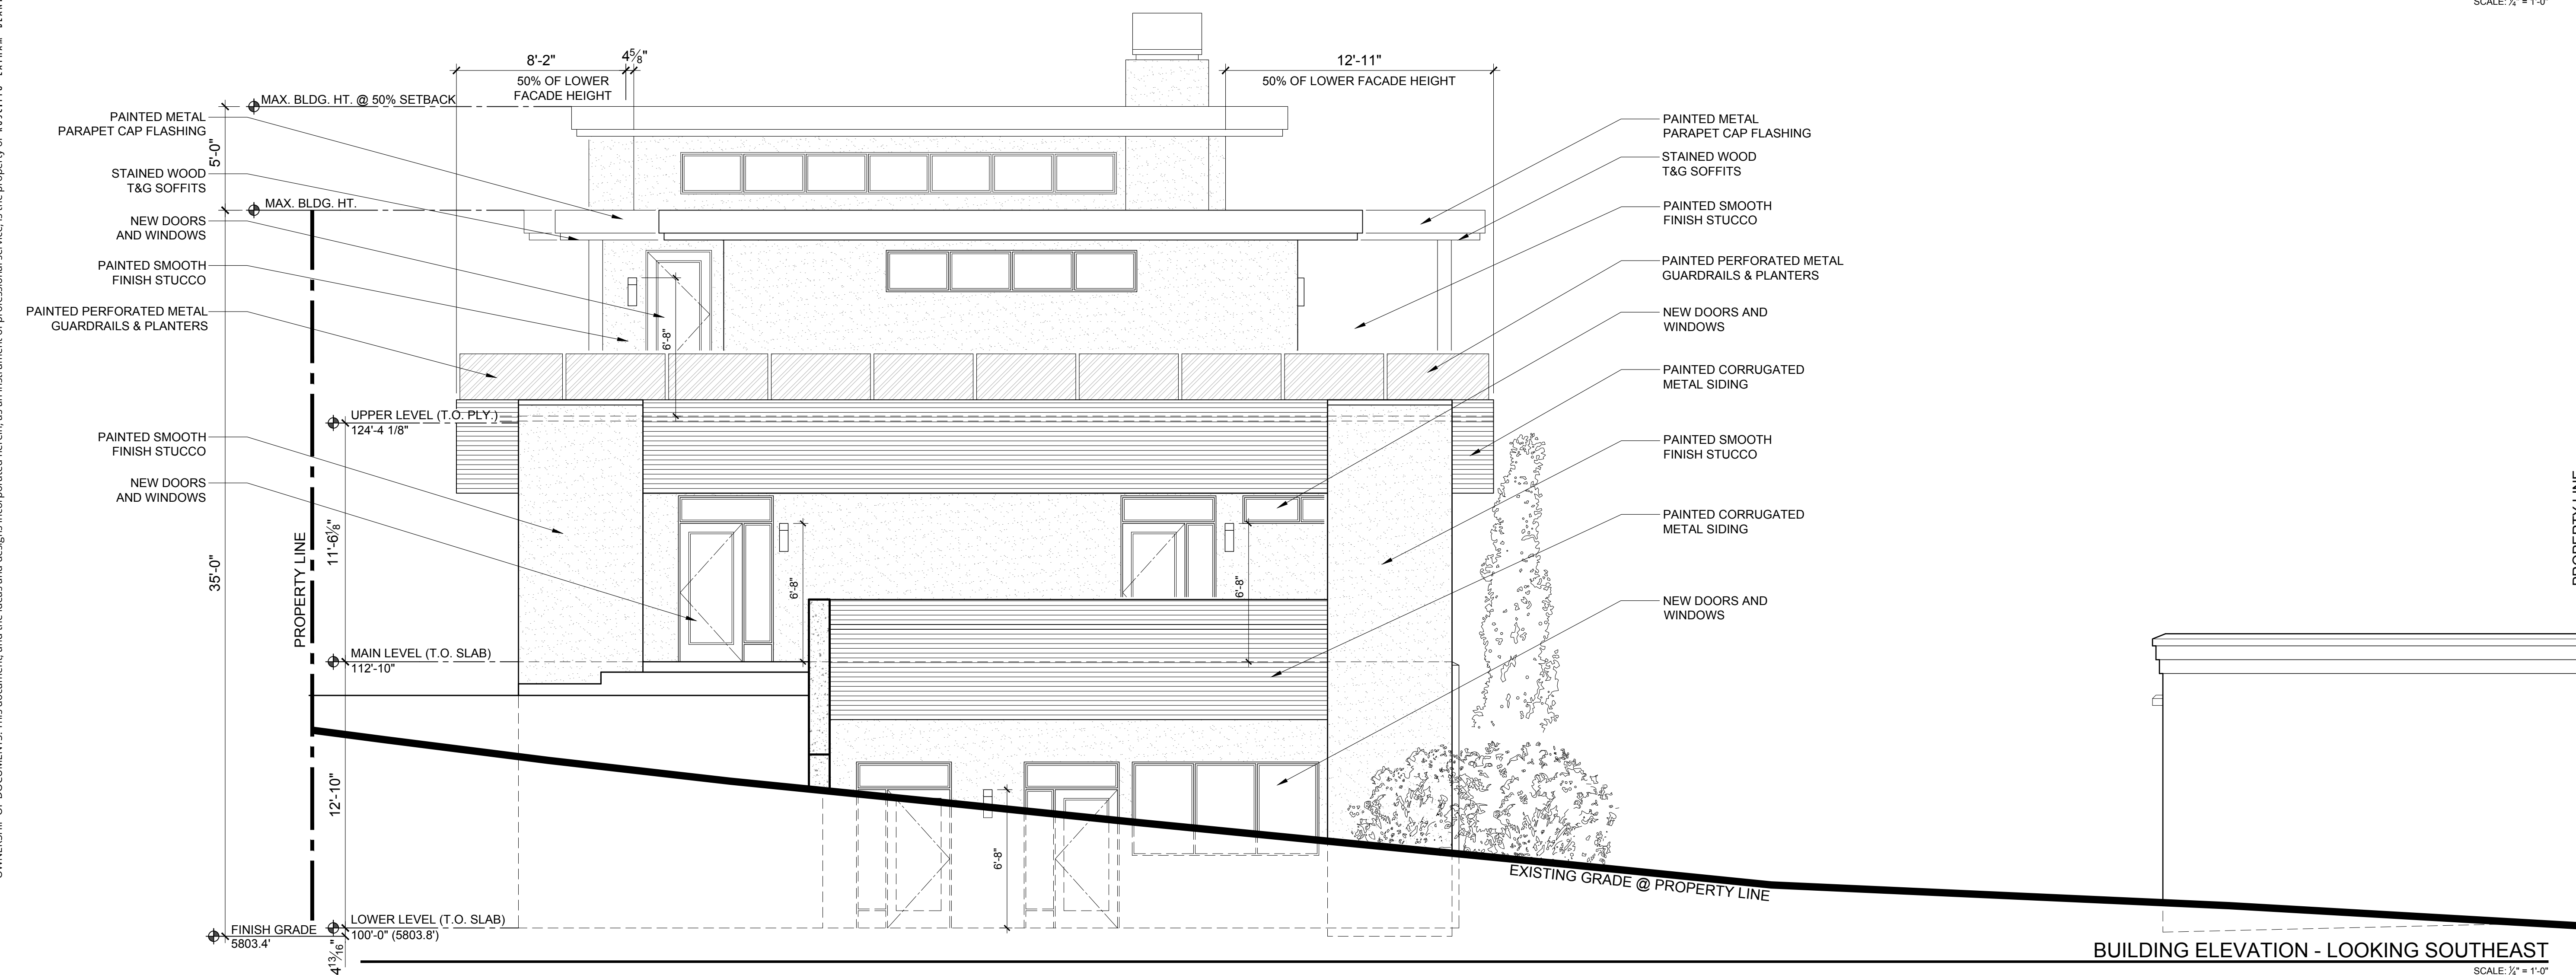 SCALE: ¼" = 1'-0"
8'-2"
4⅝"
50% OF LOWER
FACADE HEIGHT
12'-11"
50% OF LOWER FACADE HEIGHT
MAX. BLDG. HT. @ 50% SETBACK
PAINTED METAL
PARAPET CAP FLASHING
5'-0"
STAINED WOOD
T&G SOFFITS
MAX. BLDG. HT.
NEW DOORS
AND WINDOWS
PAINTED SMOOTH
FINISH STUCCO
PAINTED PERFORATED METAL
GUARDRAILS & PLANTERS
6'-8"
UPPER LEVEL (T.O. PLY.)
124'-4 1/8"
PAINTED SMOOTH
FINISH STUCCO
NEW DOORS
AND WINDOWS
PROPERTY LINE
11'-6⅛"
35'-0"
6'-8"
6'-8"
MAIN LEVEL (T.O. SLAB)
112'-10"
12'-10"
6'-8"
LOWER LEVEL (T.O. SLAB)
100'-0" (5803.8')
FINISH GRADE
5803.4'
4 13/16"
PAINTED METAL
PARAPET CAP FLASHING
STAINED WOOD
T&G SOFFITS
PAINTED SMOOTH
FINISH STUCCO
PAINTED PERFORATED METAL
GUARDRAILS & PLANTERS
NEW DOORS AND
WINDOWS
PAINTED CORRUGATED
METAL SIDING
PAINTED SMOOTH
FINISH STUCCO
PAINTED CORRUGATED
METAL SIDING
NEW DOORS AND
WINDOWS
EXISTING GRADE @ PROPERTY LINE
PROPERTY LINE
BUILDING ELEVATION - LOOKING SOUTHEAST
SCALE: ¼" = 1'-0"